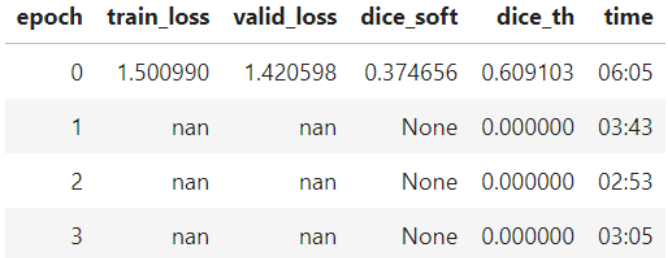 epoch train_loss valid_loss dice_soft dice_th time
0 1.500990 1.420598 0.374656 0.609103 06:05
1 nan nan None 0.000000 03:43
2 nan nan None 0.000000 02:53
3 nan nan None 0.000000 03:05